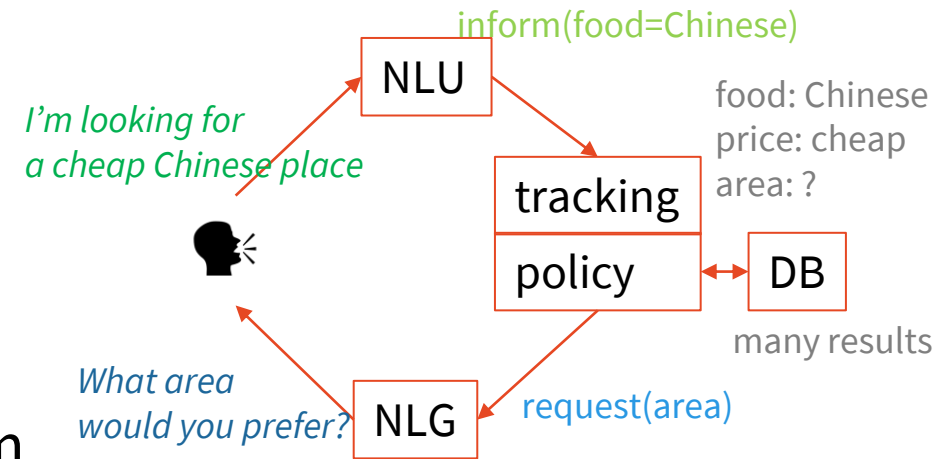 inform(food=Chinese)
NLU
I'm looking for
a cheap Chinese place
food: Chinese
price: cheap
area: ?
tracking
policy
DB
many results
What area
would you prefer?
NLG
request(area)